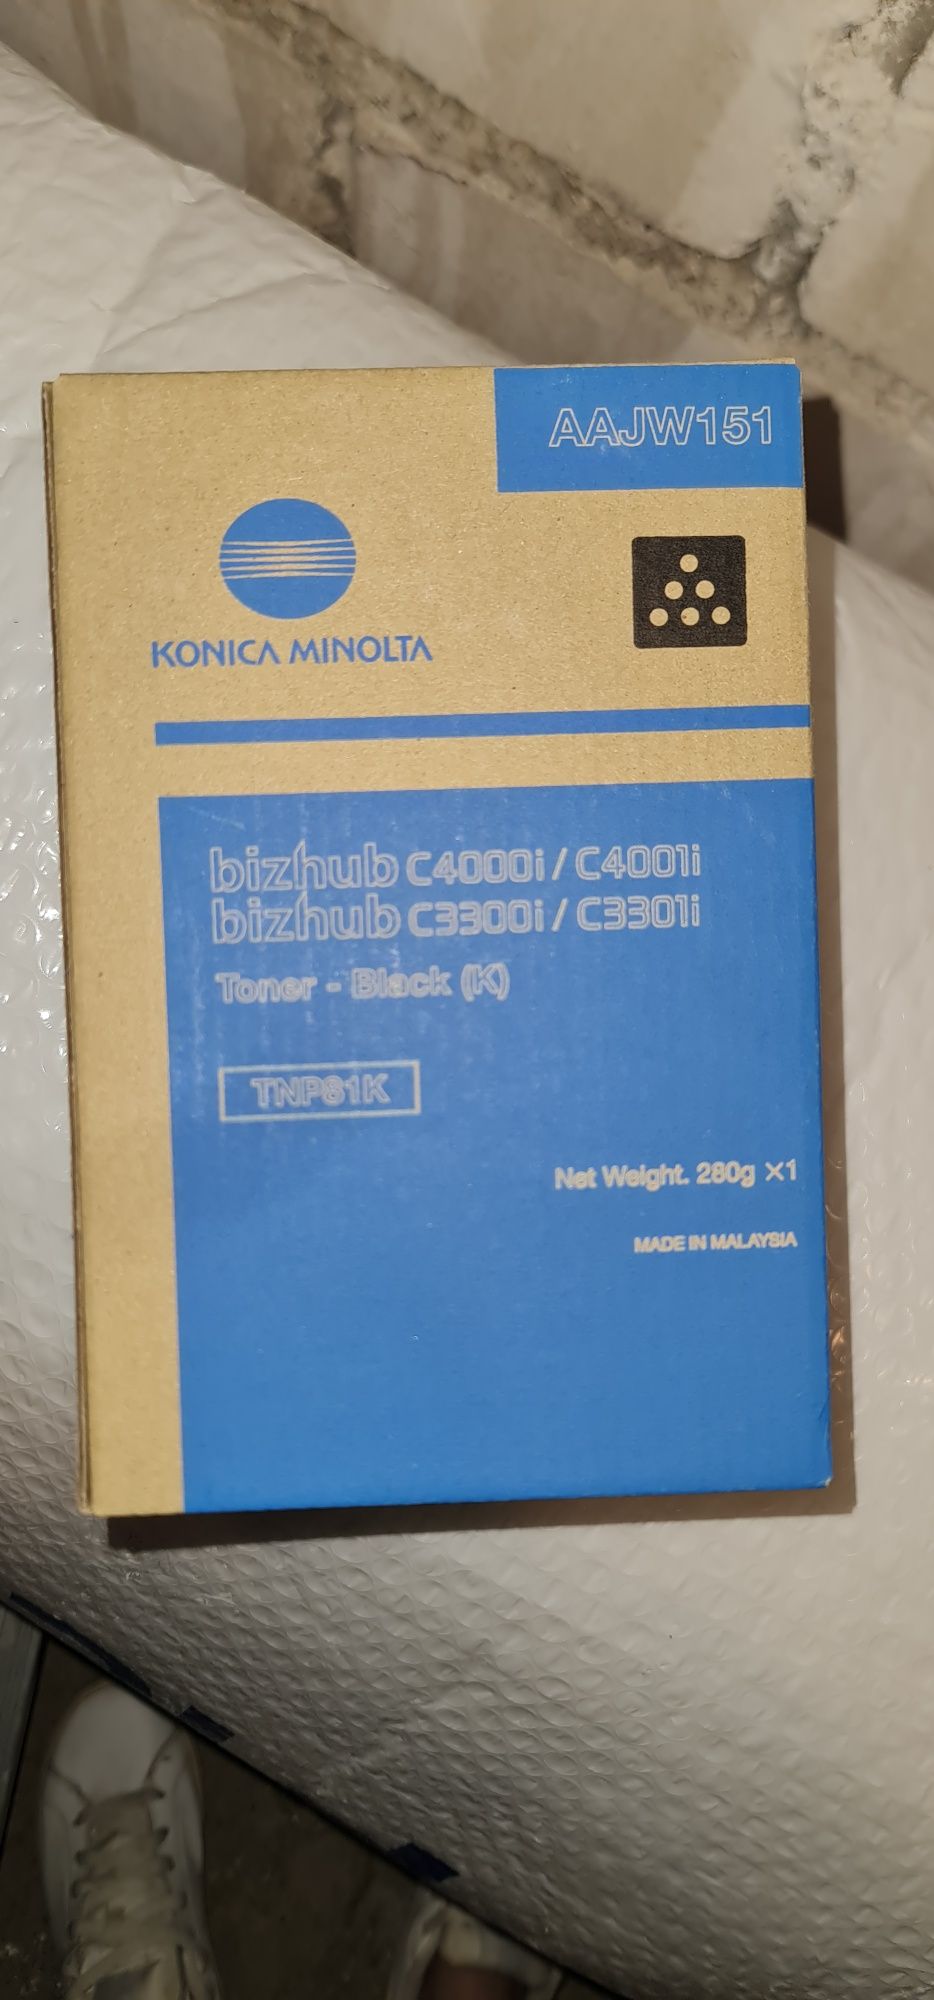 AAJW151
KONICA MINOLTA
bizhub C4000i / C4001i
bizhub C3300i / C3301i
Toner - Black (K)
TNP81K
Net Weight. 280g ×1
MADE IN MALAYSIA